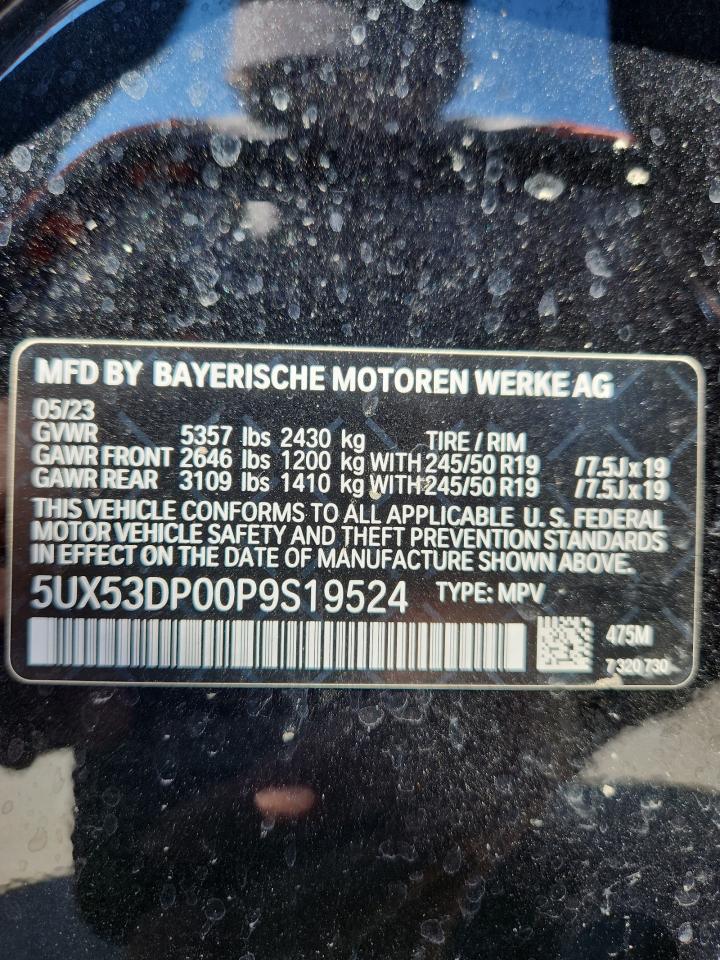 MFD BY BAYERISCHE MOTOREN WERKE AG
05/23
GVWR 5357 lbs 2430 kg TIRE / RIM
GAWR FRONT 2646 lbs 1200 kg WITH 245/50 R19 /7.5J x 19
GAWR REAR 3109 lbs 1410 kg WITH 245/50 R19 /7.5J x 19
THIS VEHICLE CONFORMS TO ALL APPLICABLE U. S. FEDERAL
MOTOR VEHICLE SAFETY AND THEFT PREVENTION STANDARDS
IN EFFECT ON THE DATE OF MANUFACTURE SHOWN ABOVE.
5UX53DP00P9S19524 TYPE: MPV
475M
7 320 730